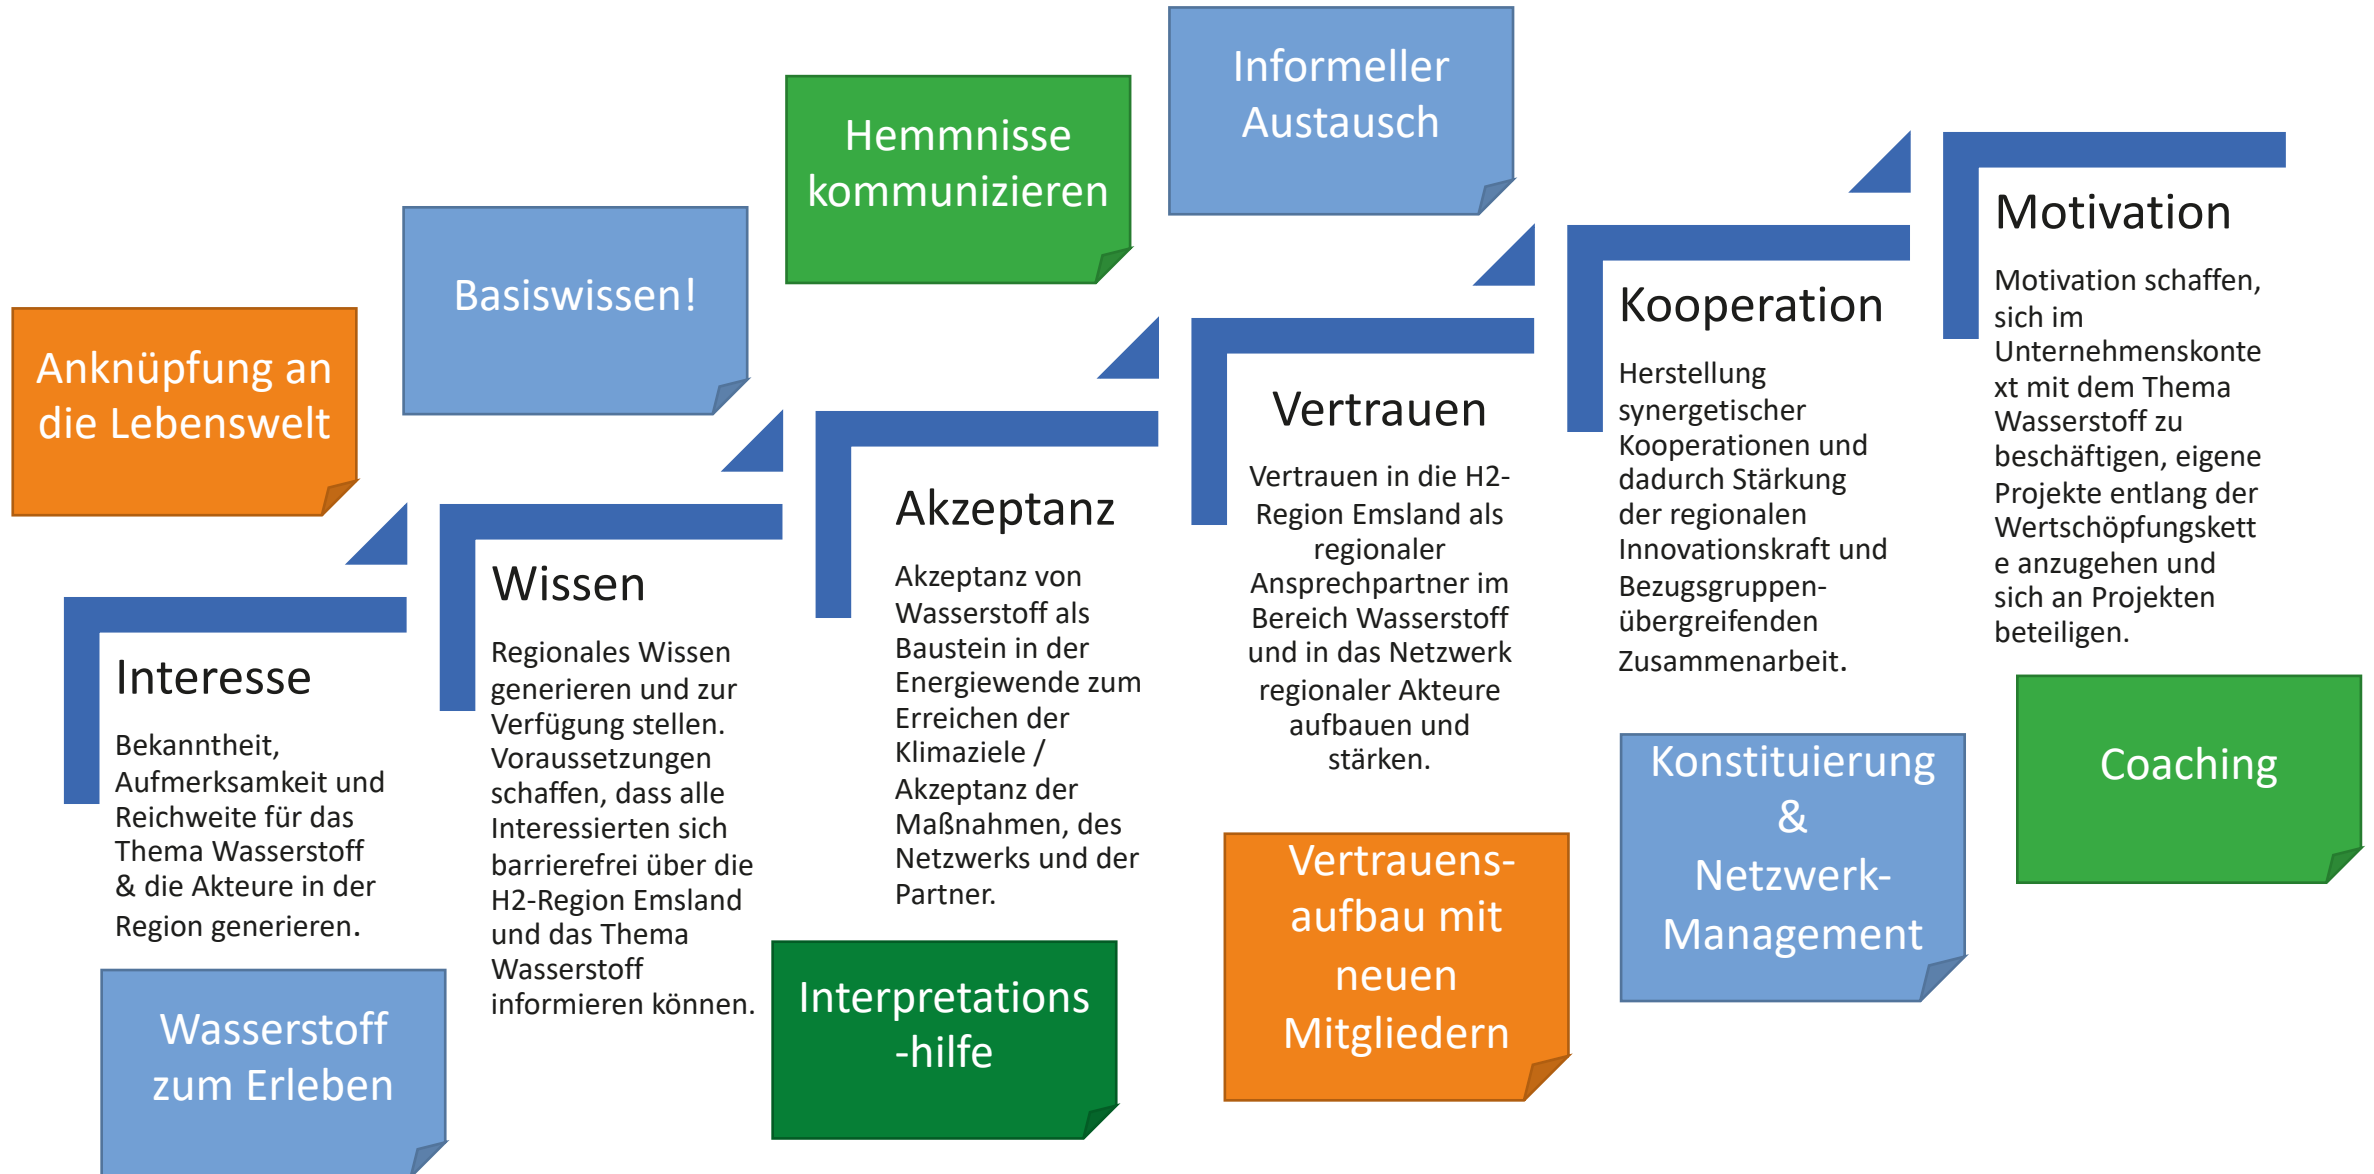 Anknüpfung an
die Lebenswelt
Interesse
Bekanntheit,
Aufmerksamkeit und
Reichweite für das
Thema Wasserstoff
& die Akteure in der
Region generieren.
Wasserstoff
zum Erleben
Basiswissen!
Wissen
Regionales Wissen
generieren und zur
Verfügung stellen.
Voraussetzungen
schaffen, dass alle
Interessierten sich
barrierefrei über die
H2-Region Emsland
und das Thema
Wasserstoff
informieren können.
Hemmnisse
kommunizieren
Akzeptanz
Akzeptanz von
Wasserstoff als
Baustein in der
Energiewende zum
Erreichen der
Klimaziele /
Akzeptanz der
Maßnahmen, des
Netzwerks und der
Partner.
Interpretations
-hilfe
Informeller
Austausch
Vertrauen
Vertrauen in die H2-
Region Emsland als
regionaler
Ansprechpartner im
Bereich Wasserstoff
und in das Netzwerk
regionaler Akteure
aufbauen und
stärken.
Vertrauens-
aufbau mit
neuen
Mitgliedern
Kooperation
Herstellung
synergetischer
Kooperationen und
dadurch Stärkung
der regionalen
Innovationskraft und
Bezugsgruppen-
übergreifenden
Zusammenarbeit.
Konstituierung
&
Netzwerk-
Management
Motivation
Motivation schaffen,
sich im
Unternehmenskonte
xt mit dem Thema
Wasserstoff zu
beschäftigen, eigene
Projekte entlang der
Wertschöpfungskett
e anzugehen und
sich an Projekten
beteiligen.
Coaching